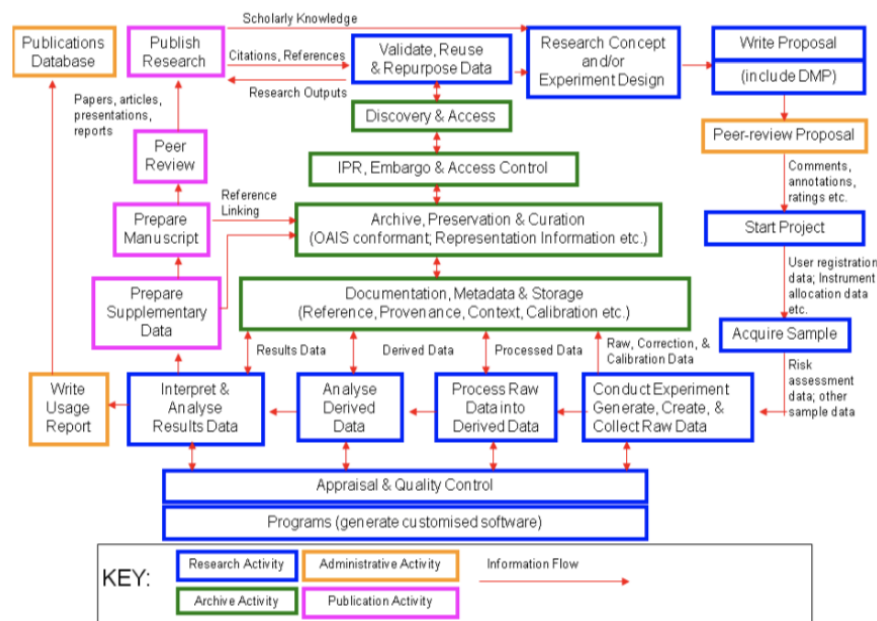 Scholarly Knowledge
Publications
Database
Publish
Research
Citations, References
Research Outputs
Validate, Reuse
& Repurpose Data
Research Concept
and/or
Experiment Design
Write Proposal
(include DMP)
Papers, articles,
presentations,
reports
Discovery & Access
Peer-review Proposal
Peer
Review
IPR, Embargo & Access Control
Comments,
annotations,
ratings etc.
Reference
Linking
Prepare
Manuscript
Archive, Preservation & Curation
(OAIS conformant; Representation Information etc.)
Start Project
User registration
data; Instrument
allocation data
etc.
Prepare
Supplementary
Data
Documentation, Metadata & Storage
(Reference, Provenance, Context, Calibration etc.)
Acquire Sample
Results Data
Derived Data
Processed Data
Raw, Correction, &
Calibration Data
Risk
assessment
data; other
sample data
Write
Usage
Report
Interpret &
Analyse
Results Data
Analyse
Derived
Data
Process Raw
Data into
Derived Data
Conduct Experiment
Generate, Create, &
Collect Raw Data
Appraisal & Quality Control
Programs (generate customised software)
KEY:
Research Activity
Administrative Activity
Information Flow
Archive Activity
Publication Activity